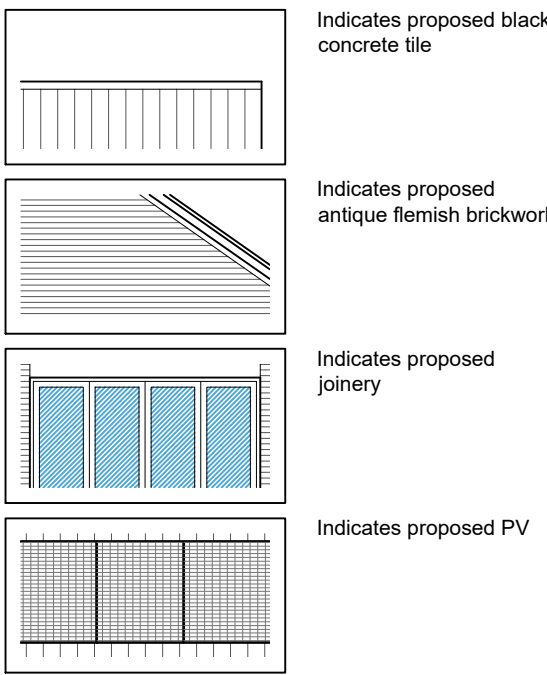 Indicates proposed black
concrete tile
Indicates proposed
antique flemish brickwork
Indicates proposed
joinery
Indicates proposed PV